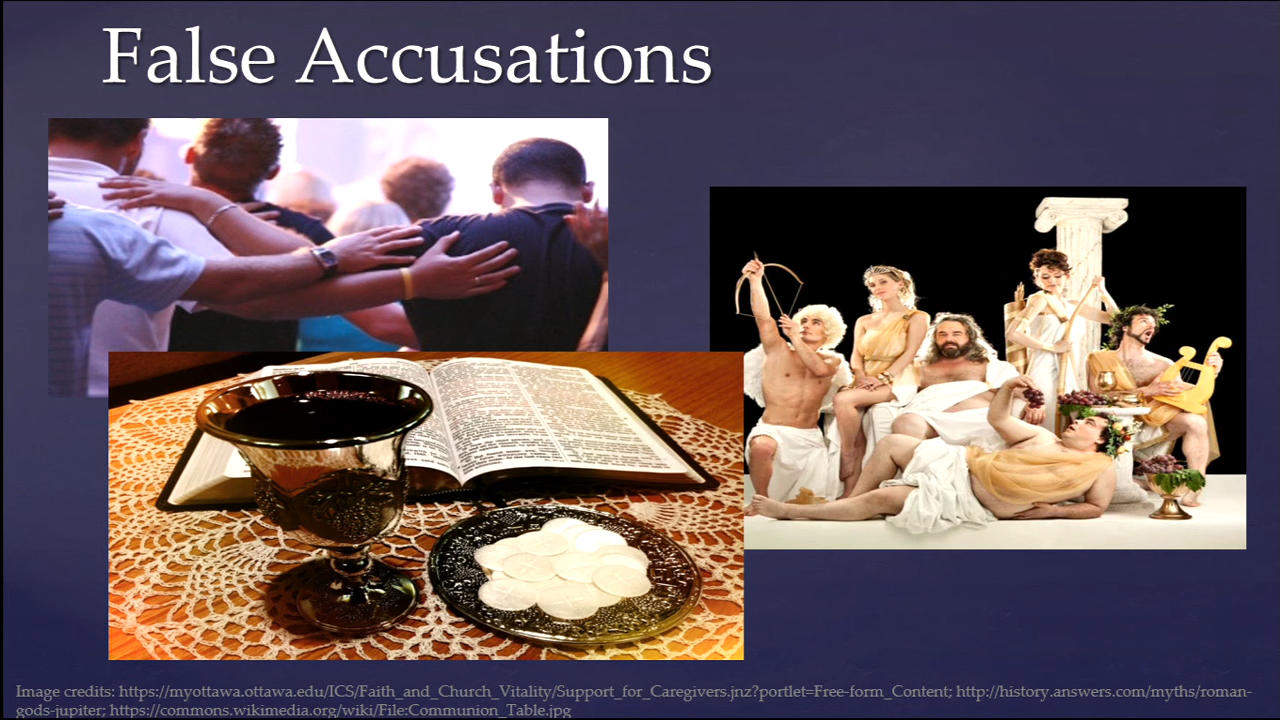 False Accusations
Image credits: https://myottawa.ottawa.edu/ICS/Faith_and_Church_Vitality/Support_for_Caregivers.jnz?portlet=Free-form_Content; http://history.answers.com/myths/roman-
gods-jupiter; https://commons.wikimedia.org/wiki/File:Communion_Table.jpg